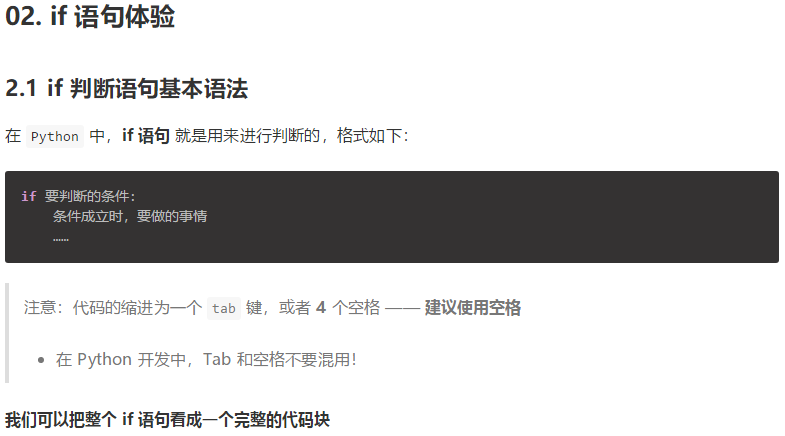 02. if 语句体验
2.1 if 判断语句基本语法
在 Python 中，if 语句 就是用来进行判断的，格式如下：
if 要判断的条件:
    条件成立时，要做的事情
    ……
注意：代码的缩进为一个 tab 键，或者 4 个空格 —— 建议使用空格
• 在 Python 开发中，Tab 和空格不要混用！
我们可以把整个 if 语句看成一个完整的代码块